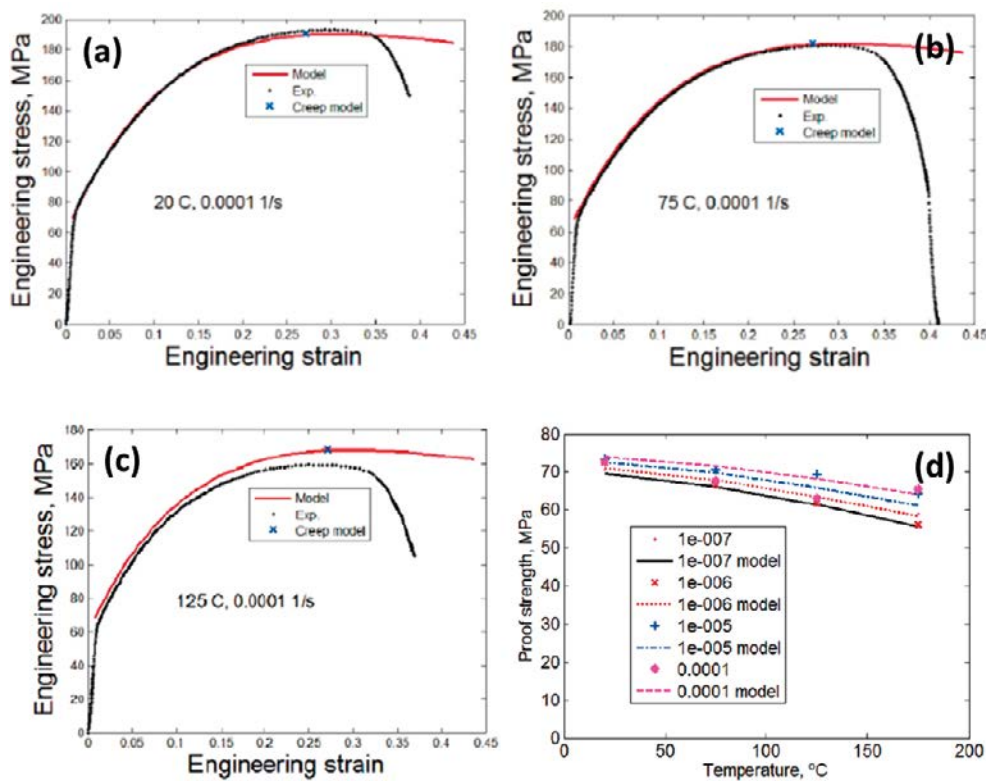 (a)
Engineering stress, MPa
200
180
160
140
120
100
80
60
40
20
0
Model
Exp.
Creep model
20 C, 0.0001 1/s
0 0.05 0.1 0.15 0.2 0.25 0.3 0.35 0.4 0.45
Engineering strain
(b)
Engineering stress, MPa
200
180
160
140
120
100
80
60
40
20
0
Model
Exp.
Creep model
75 C, 0.0001 1/s
0 0.05 0.1 0.15 0.2 0.25 0.3 0.35 0.4 0.45
Engineering strain
(c)
Engineering stress, MPa
180
160
140
120
100
80
60
40
20
0
Model
Exp.
Creep model
125 C, 0.0001 1/s
0 0.05 0.1 0.15 0.2 0.25 0.3 0.35 0.4 0.45
Engineering strain
(d)
Proof strength, MPa
80
70
60
50
40
30
20
10
0
1e-007
1e-007 model
1e-006
1e-006 model
1e-005
1e-005 model
0.0001
0.0001 model
0 50 100 150 200
Temperature, °C